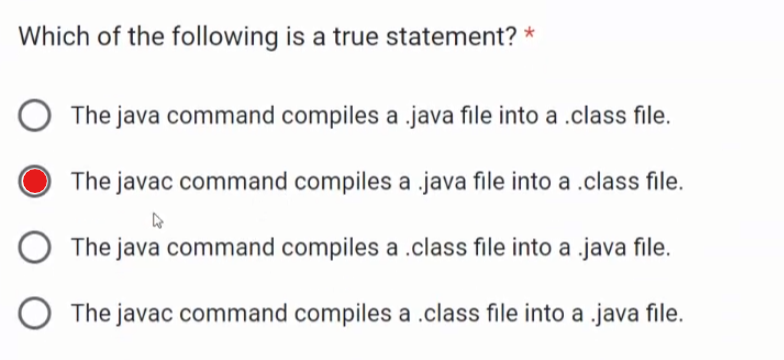 Which of the following is a true statement? *
The java command compiles a .java file into a .class file.
The javac command compiles a .java file into a .class file.
The java command compiles a .class file into a .java file.
The javac command compiles a .class file into a .java file.